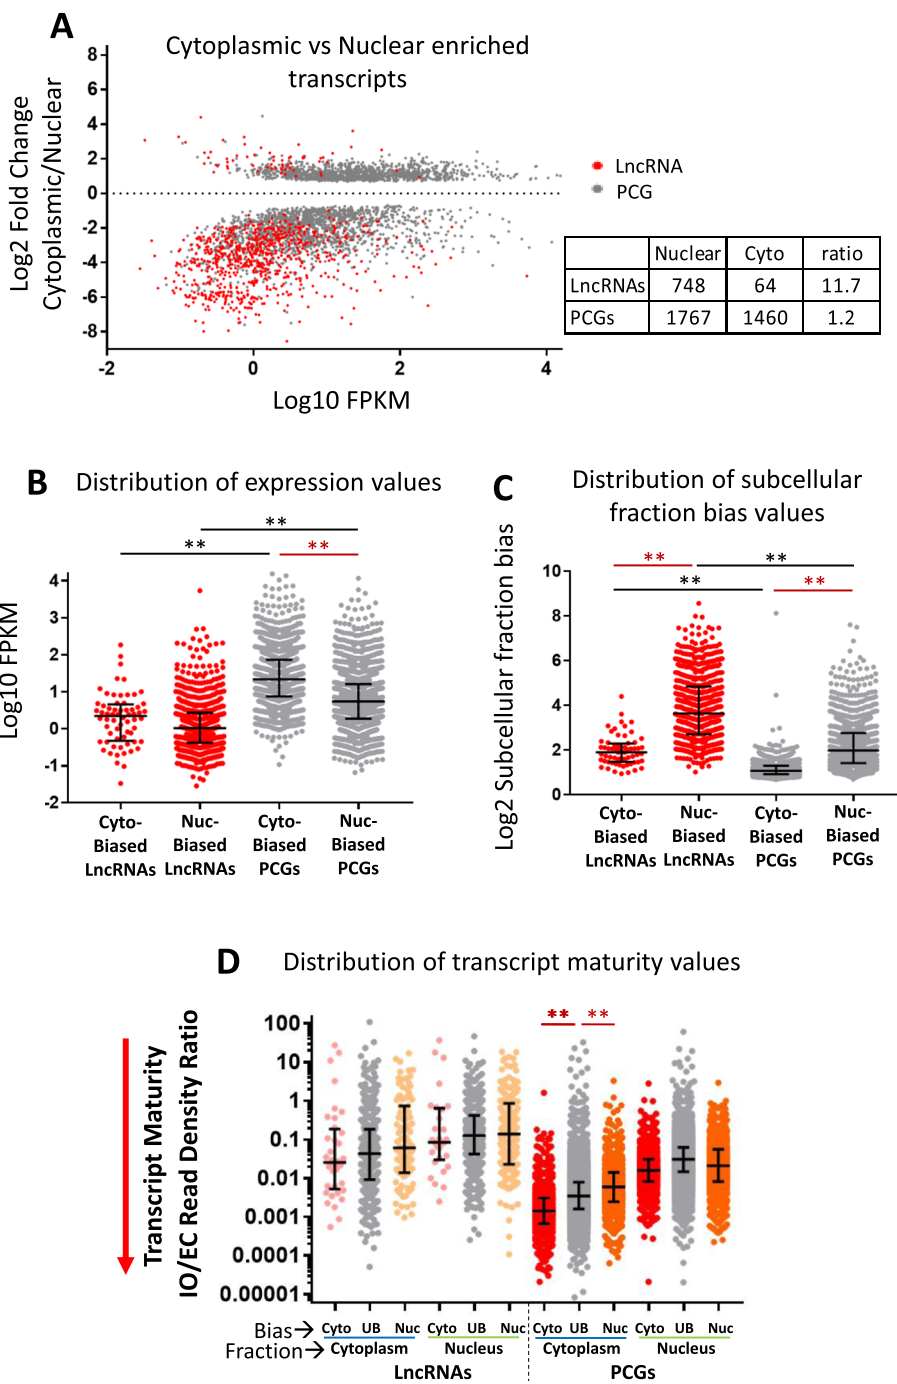 A
Cytoplasmic vs Nuclear enriched
transcripts
Log2 Fold Change
Cytoplasmic/Nuclear
8
6
4
2
0
-2
-4
-6
-8
-2 0 2 4
Log10 FPKM
LncRNA
PCG
Nuclear Cyto ratio
LncRNAs 748 64 11.7
PCGs 1767 1460 1.2
B
Distribution of expression values
Log10 FPKM
** 
**
**
4
3
2
1
0
-1
-2
Cyto- Nuc- Cyto- Nuc-
Biased Biased Biased Biased
LncRNAs LncRNAs PCGs PCGs
C
Distribution of subcellular
fraction bias values
Log2 Subcellular fraction bias
** **
** **
10
8
6
4
2
0
Cyto- Nuc- Cyto- Nuc-
Biased Biased Biased Biased
LncRNAs LncRNAs PCGs PCGs
D
Distribution of transcript maturity values
Transcript Maturity
IO/EC Read Density Ratio
** **
100
10
1
0.1
0.01
0.001
0.0001
0.00001
Bias→ Cyto UB Nuc Cyto UB Nuc Cyto UB Nuc Cyto UB Nuc
Fraction→ Cytoplasm Nucleus Cytoplasm Nucleus
LncRNAs PCGs